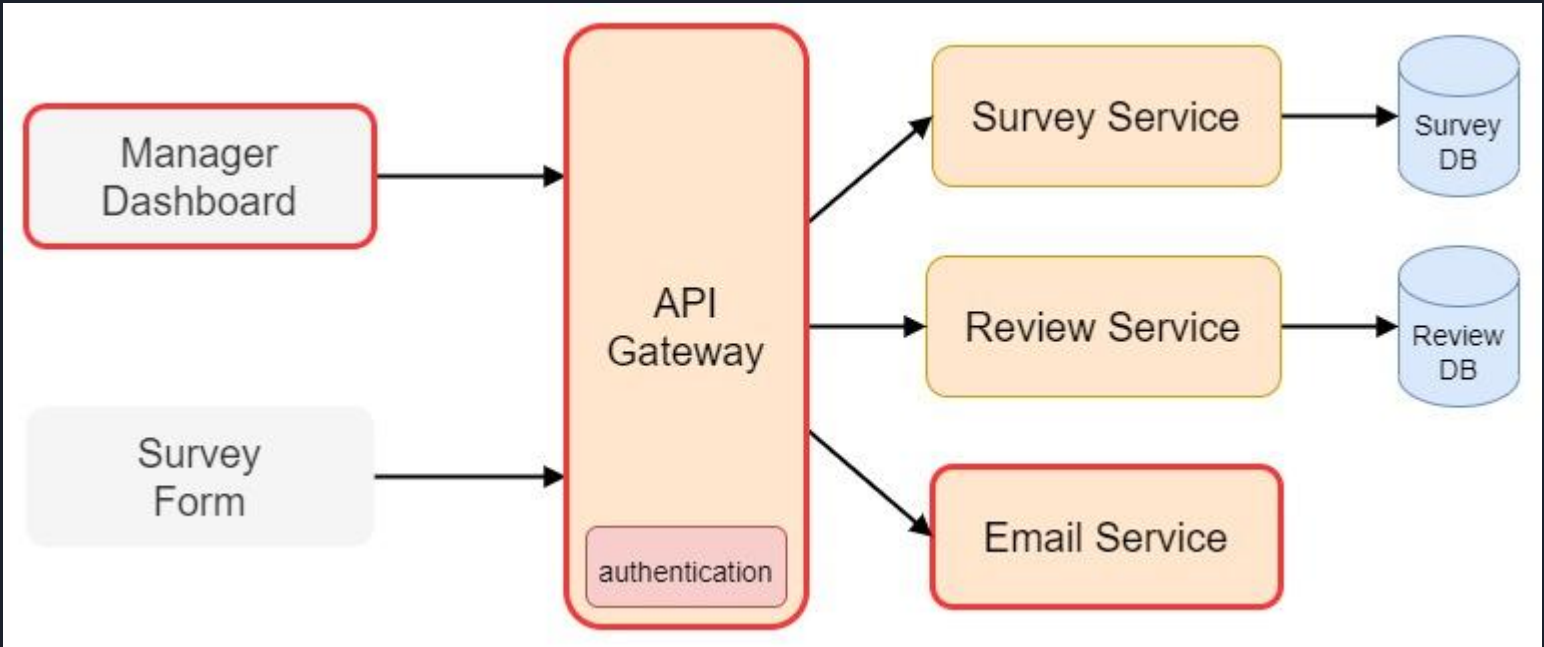 Manager
Dashboard
Survey
Form
API
Gateway
authentication
Survey Service
Review Service
Email Service
Survey
DB
Review
DB